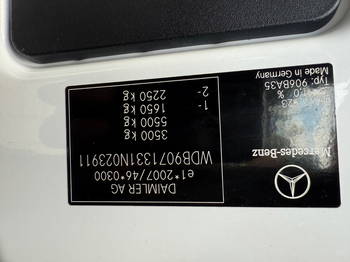 Mercedes-Benz
DAIMLER AG
e1*2007/46*0300
WDB9071331N023911
3500 kg
5500 kg
1- 1650 kg
2- 2250 kg
Typ: 906BA35
Made in Germany